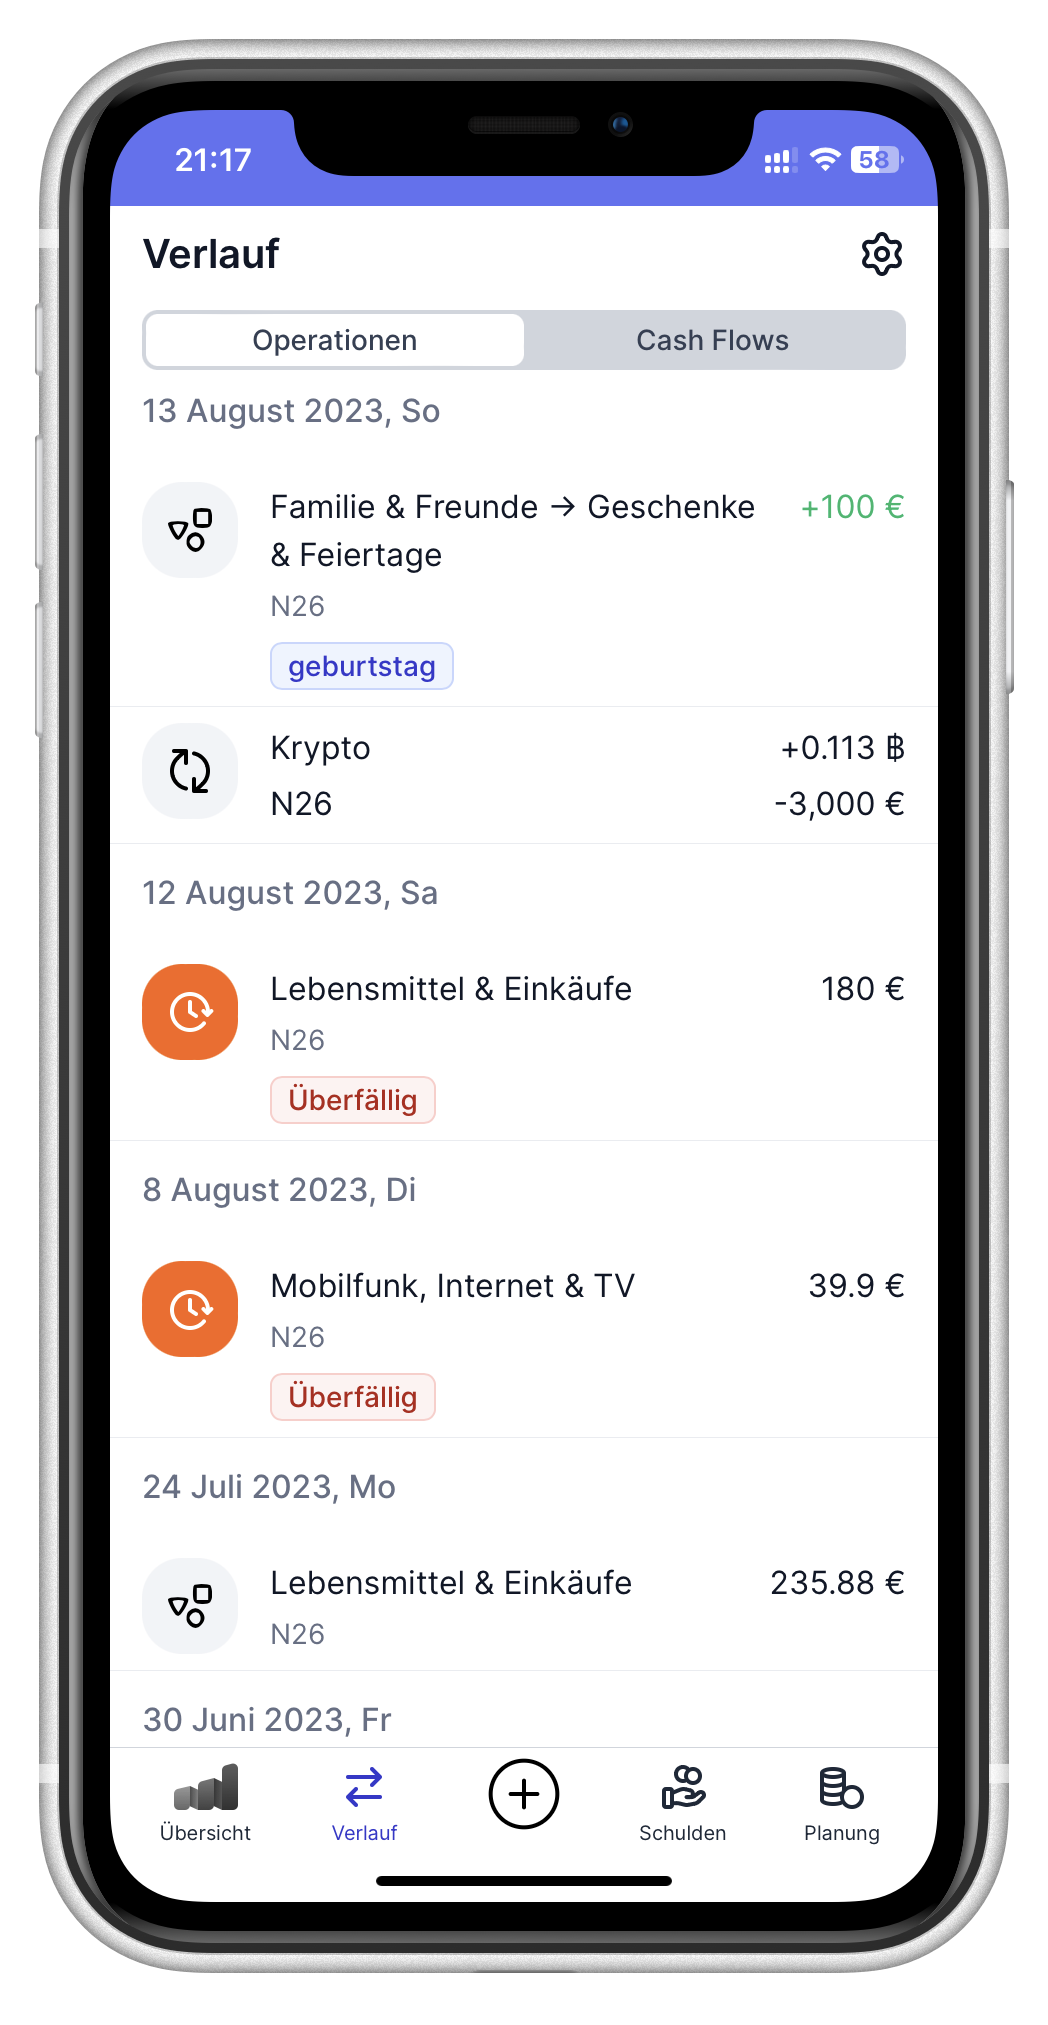 21:17
58
Verlauf
Operationen
Cash Flows
13 August 2023, So
Familie & Freunde → Geschenke
+100 €
& Feiertage
N26
geburtstag
Krypto
+0.113 ฿
N26
-3,000 €
12 August 2023, Sa
Lebensmittel & Einkäufe
180 €
N26
Überfällig
8 August 2023, Di
Mobilfunk, Internet & TV
39.9 €
N26
Überfällig
24 Juli 2023, Mo
Lebensmittel & Einkäufe
235.88 €
N26
30 Juni 2023, Fr
Übersicht
Verlauf
Schulden
Planung